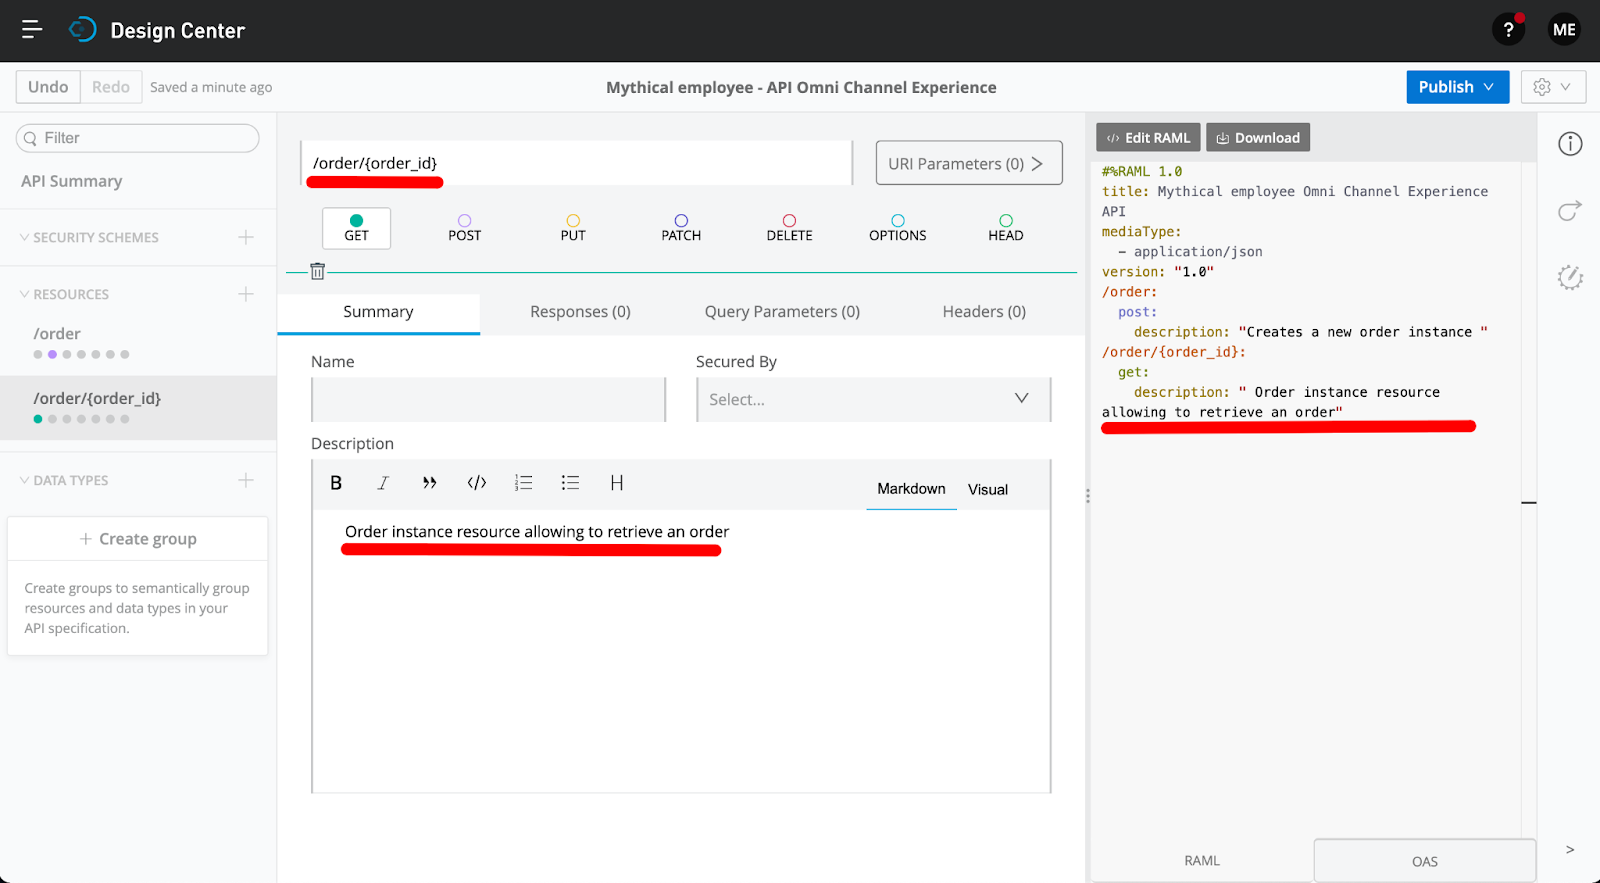 Design Center
?
ME
Undo
Redo
Saved a minute ago
Mythical employee - API Omni Channel Experience
Publish
Filter
API Summary
SECURITY SCHEMES
RESOURCES
/order
/order/{order_id}
DATA TYPES
+ Create group
Create groups to semantically group
resources and data types in your
API specification.
/order/{order_id}
URI Parameters (0) >
GET
POST
PUT
PATCH
DELETE
OPTIONS
HEAD
Summary
Responses (0)
Query Parameters (0)
Headers (0)
Name
Secured By
Select...
Description
B
I
H
Markdown
Visual
Order instance resource allowing to retrieve an order
</> Edit RAML
Download
#%RAML 1.0
title: Mythical employee Omni Channel Experience
API
mediaType:
- application/json
version: "1.0"
/order:
post:
description: "Creates a new order instance "
/order/{order_id}:
get:
description: " Order instance resource
allowing to retrieve an order"
RAML
OAS
>